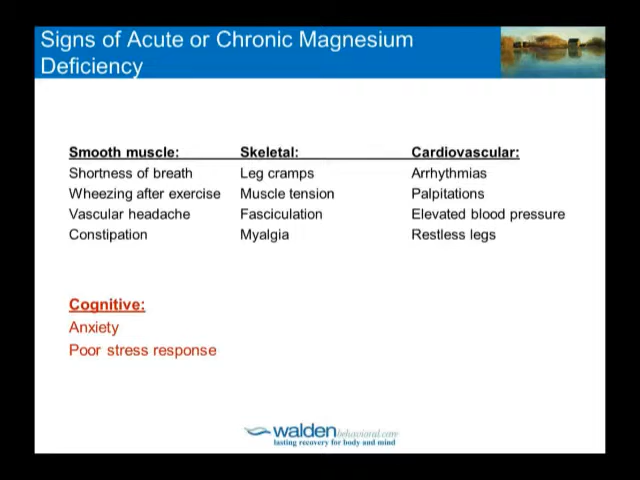 Signs of Acute or Chronic Magnesium
Deficiency
Smooth muscle: Skeletal: Cardiovascular:
Shortness of breath Leg cramps Arrhythmias
Wheezing after exercise Muscle tension Palpitations
Vascular headache Fasciculation Elevated blood pressure
Constipation Myalgia Restless legs
Cognitive:
Anxiety
Poor stress response
walden behavioral care
lasting recovery for body and mind